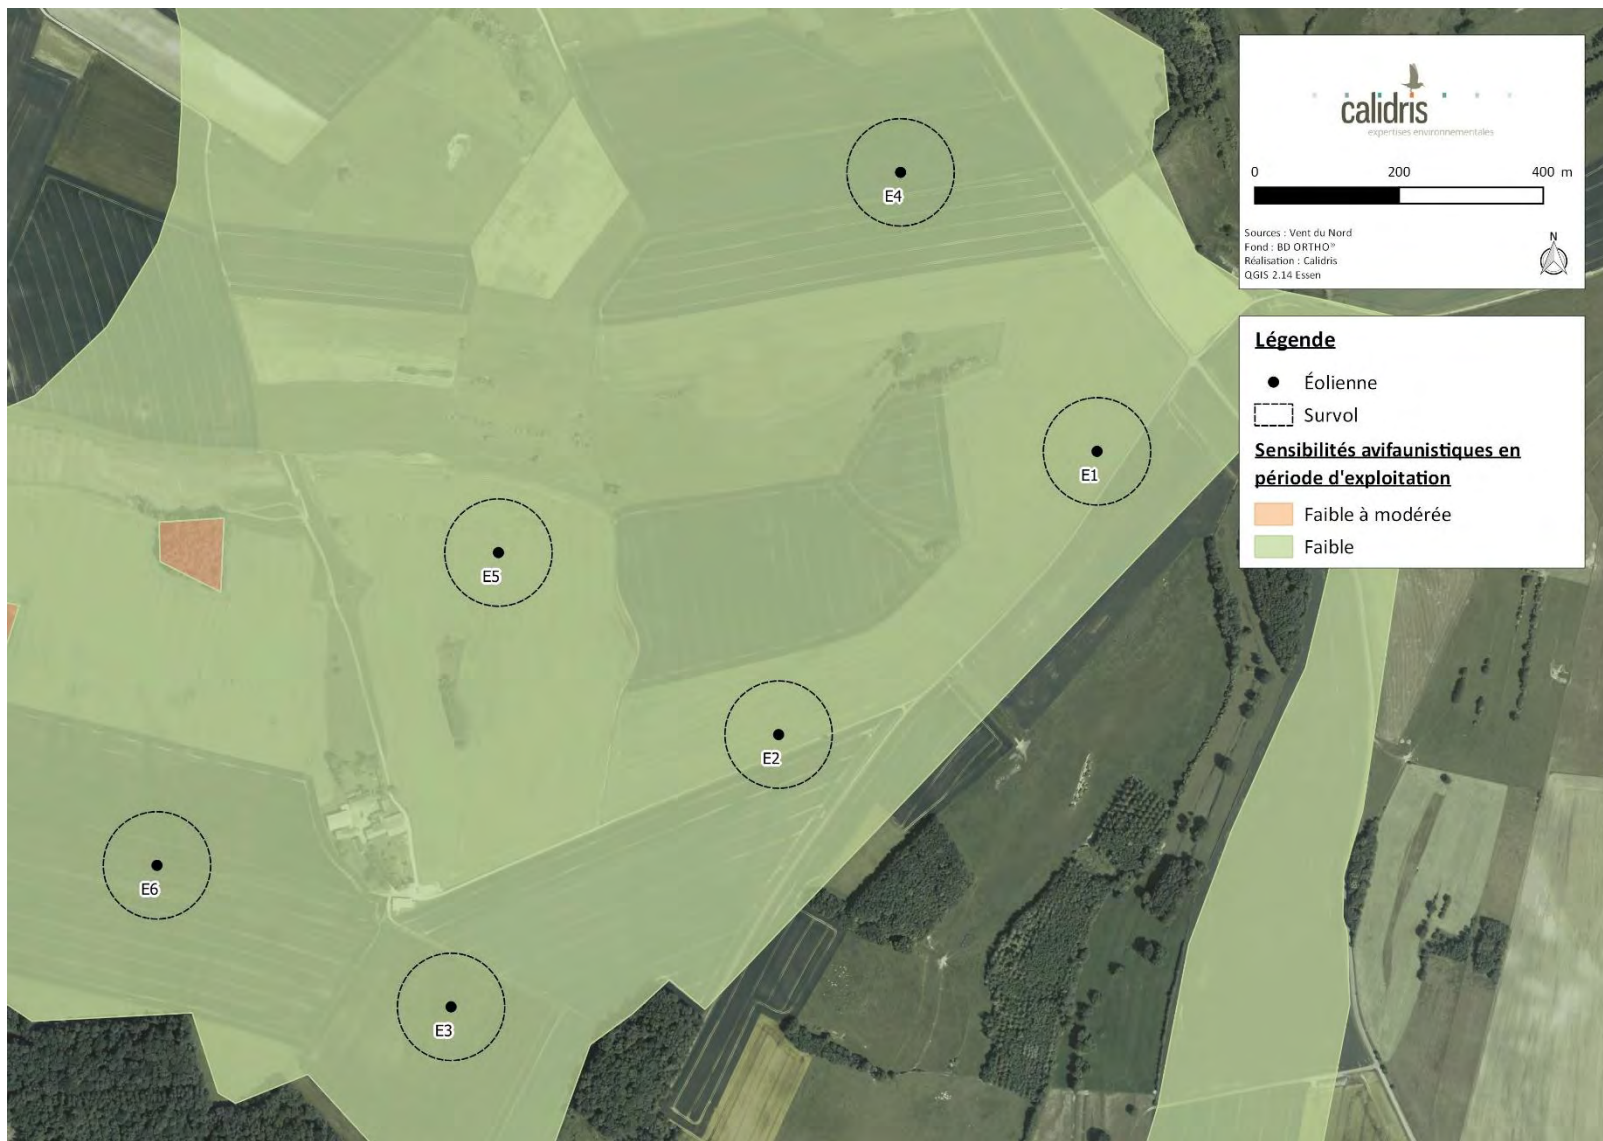 calidris
expertises environnementales
0 200 400 m
Sources : Vent du Nord
Fond : BD ORTHO®
Réalisation : Calidris
QGIS 2.14 Essen
N
Légende
Éolienne
Survol
Sensibilités avifaunistiques en
période d'exploitation
Faible à modérée
Faible
E4
E1
E5
E2
E6
E3